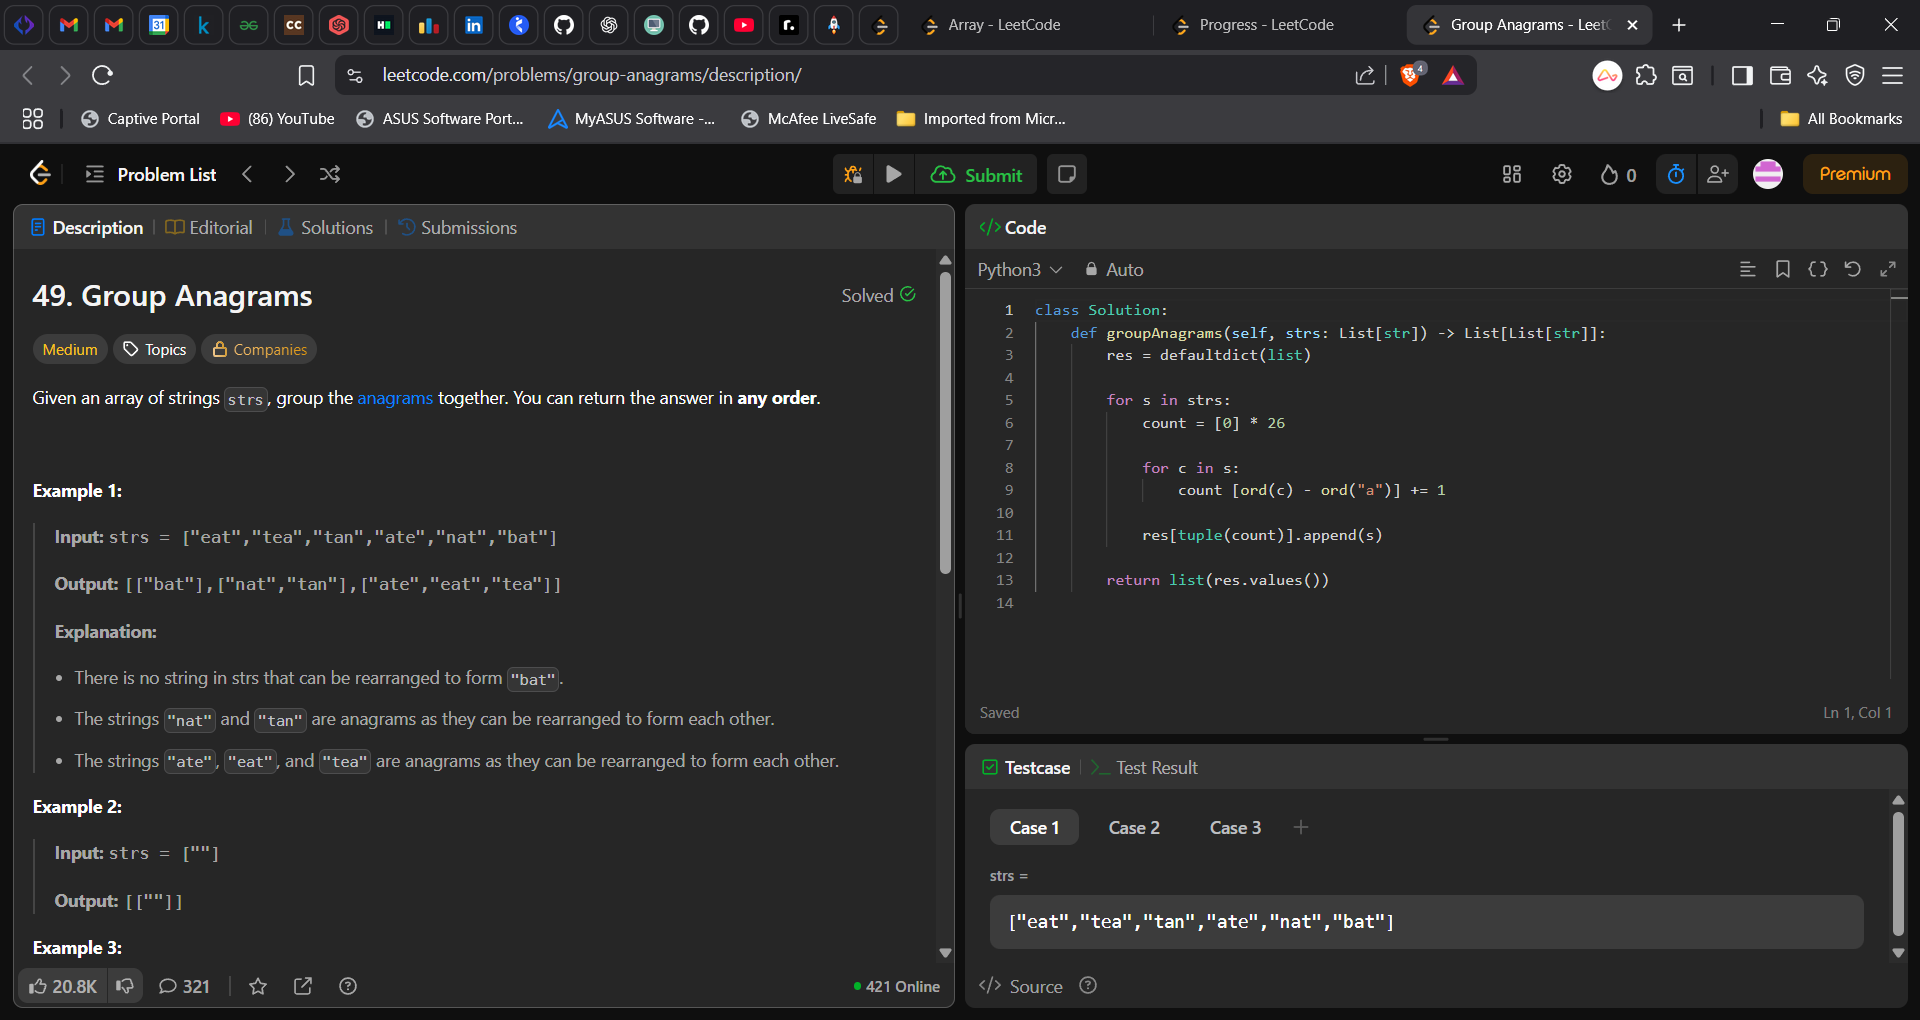 Array - LeetCode
Progress - LeetCode
Group Anagrams - Leet
leetcode.com/problems/group-anagrams/description/
4
Captive Portal
(86) YouTube
ASUS Software Port...
MyASUS Software -...
McAfee LiveSafe
Imported from Micr...
All Bookmarks
Problem List
Submit
0
Premium
Description
Editorial
Solutions
Submissions
49. Group Anagrams
Solved
Medium
Topics
Companies
Given an array of strings strs, group the anagrams together. You can return the answer in any order.
Example 1:
Input: strs = ["eat","tea","tan","ate","nat","bat"]
Output: [["bat"],["nat","tan"],["ate","eat","tea"]]
Explanation:
• There is no string in strs that can be rearranged to form "bat".
• The strings "nat" and "tan" are anagrams as they can be rearranged to form each other.
• The strings "ate", "eat", and "tea" are anagrams as they can be rearranged to form each other.
Example 2:
Input: strs = [""]
Output: [[""]]
Example 3:
20.8K
321
421 Online
</> Code
Python3
Auto
1 class Solution:
2     def groupAnagrams(self, strs: List[str]) -> List[List[str]]:
3         res = defaultdict(list)
4
5         for s in strs:
6             count = [0] * 26
7
8             for c in s:
9                 count [ord(c) - ord("a")] += 1
10
11             res[tuple(count)].append(s)
12
13         return list(res.values())
14
Saved
Ln 1, Col 1
Testcase
>_ Test Result
Case 1
Case 2
Case 3
+
strs =
["eat","tea","tan","ate","nat","bat"]
</> Source